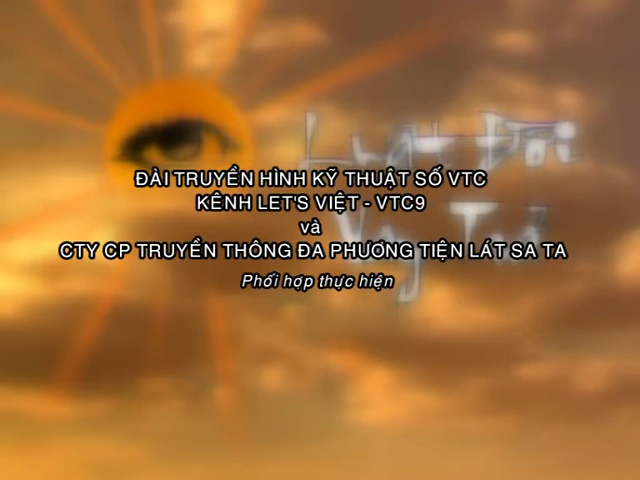 ĐÀI TRUYỀN HÌNH KỸ THUẬT SỐ VTC
KÊNH LET'S VIỆT - VTC9
và
CTY CP TRUYỀN THÔNG ĐA PHƯƠNG TIỆN LÁT SA TA
Phối hợp thực hiện